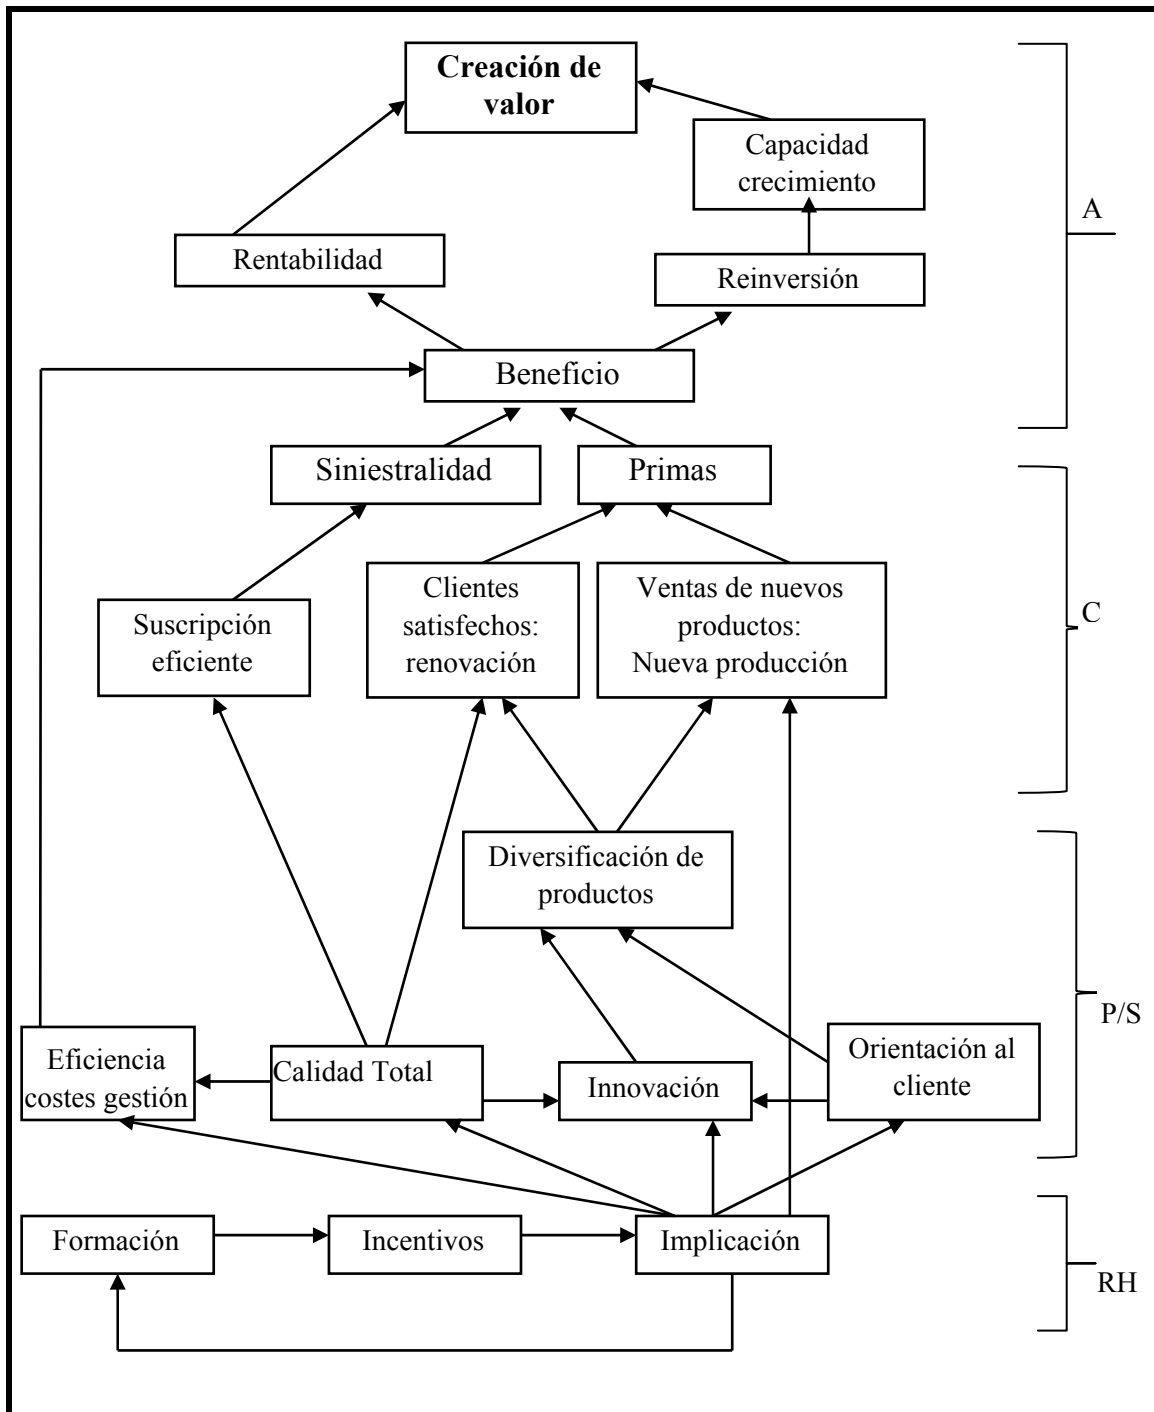 Creación de
valor
Capacidad
crecimiento
A
Rentabilidad
Reinversión
Beneficio
Siniestralidad
Primas
Clientes
satisfechos:
renovación
Ventas de nuevos
productos:
Nueva producción
C
Suscripción
eficiente
Diversificación de
productos
P/S
Eficiencia
costes gestión
Calidad Total
Innovación
Orientación al
cliente
Formación
Incentivos
Implicación
RH